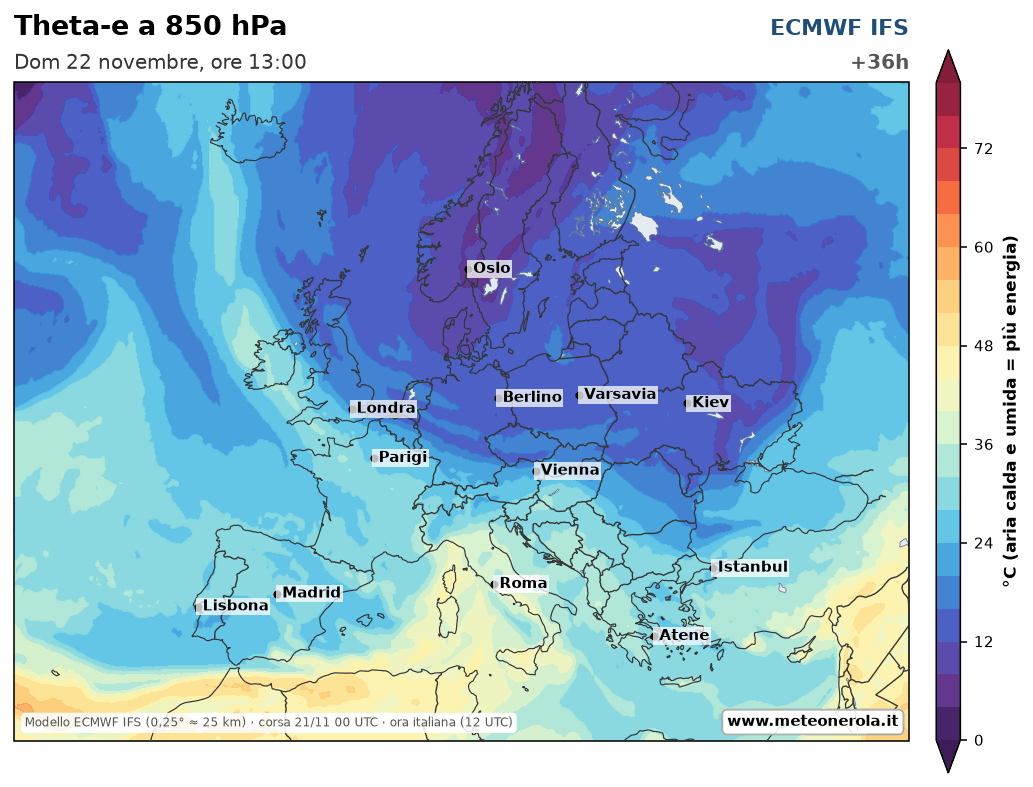 Theta-e a 850 hPa
ECMWF IFS
Dom 22 novembre, ore 13:00
+36h
72
60
48
36
24
12
0
°C (aria calda e umida = più energia)
Oslo
Berlino
Varsavia
Kiev
Londra
Parigi
Vienna
Istanbul
Roma
Madrid
Lisbona
Atene
Modello ECMWF IFS (0,25° ≈ 25 km) · corsa 21/11 00 UTC · ora italiana (12 UTC)
www.meteonerola.it